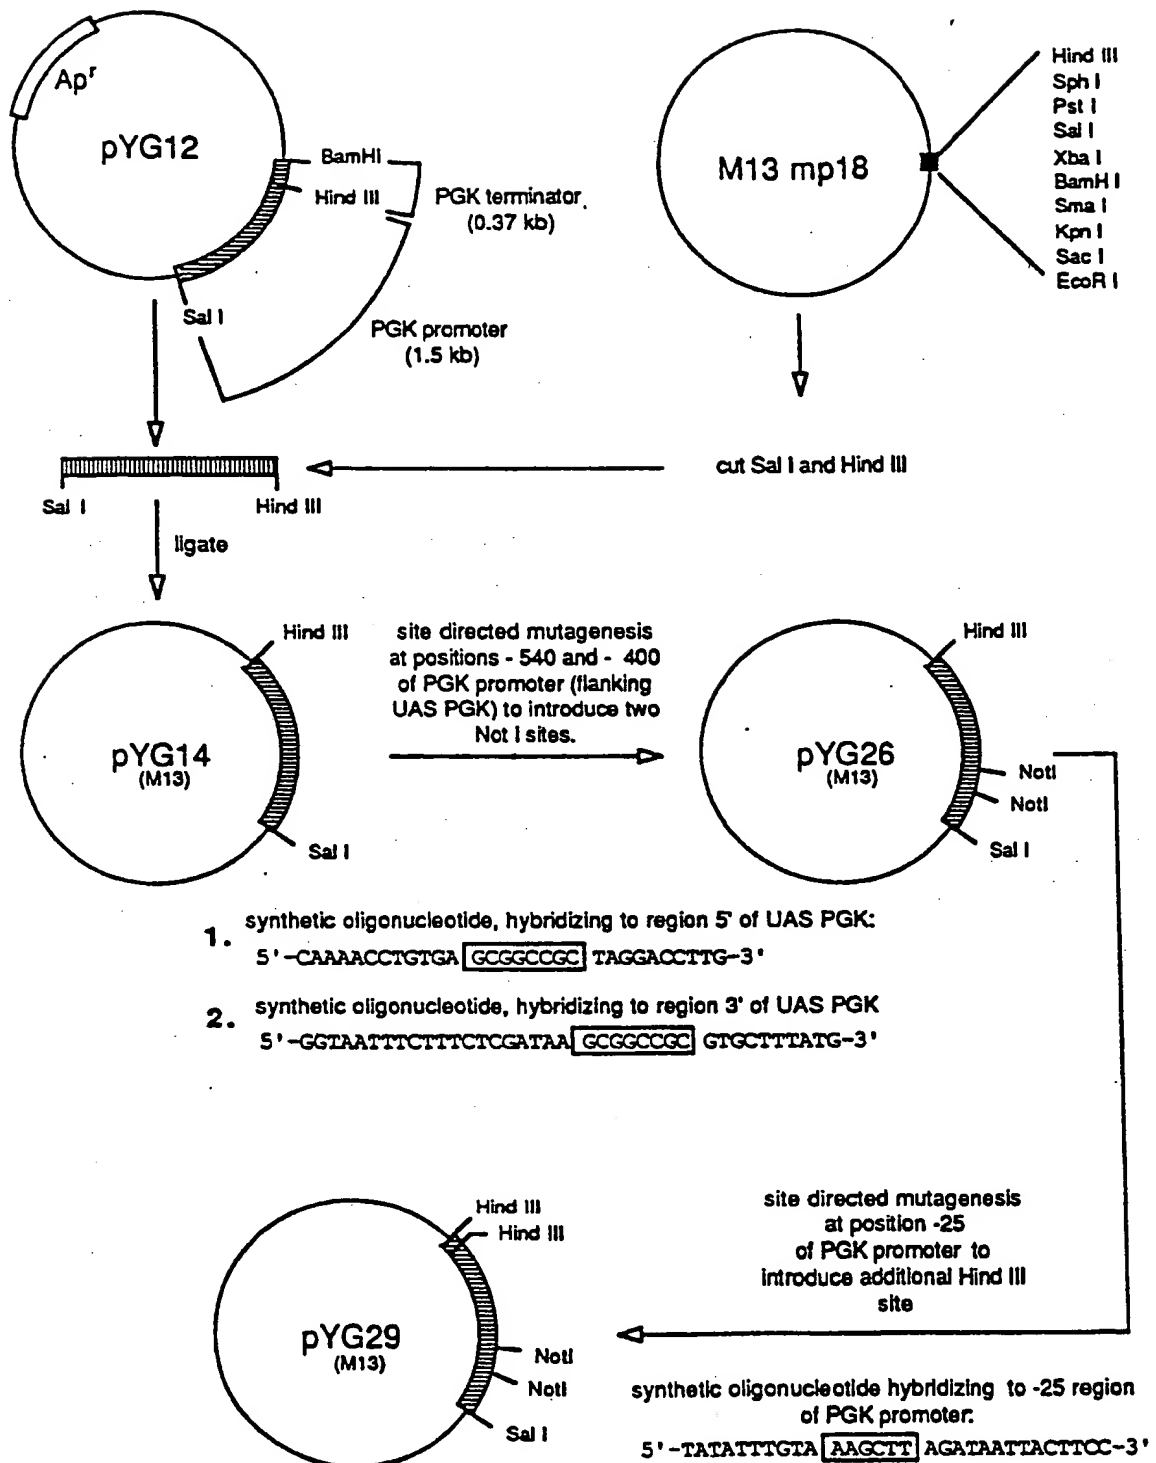 Apʳ
pYG12
BamHI
Hind III
PGK terminator
(0.37 kb)
Sal I
PGK promoter
(1.5 kb)
M13 mp18
Hind III
Sph I
Pst I
Sal I
Xba I
BamH I
Sma I
Kpn I
Sac I
EcoR I
cut Sal I and Hind III
Sal I
Hind III
ligate
pYG14
(M13)
Hind III
Sal I
site directed mutagenesis
at positions - 540 and - 400
of PGK promoter (flanking
UAS PGK) to introduce two
Not I sites.
pYG26
(M13)
Hind III
NotI
NotI
Sal I
1. synthetic oligonucleotide, hybridizing to region 5' of UAS PGK:
5'-CAAAACCTGTGA GCGGCCGC TAGGACCTTG-3'
2. synthetic oligonucleotide, hybridizing to region 3' of UAS PGK
5'-GGTAATTTCTTTCTCGATAA GCGGCCGC GTGCTTTATG-3'
site directed mutagenesis
at position -25
of PGK promoter to
introduce additional Hind III
site
pYG29
(M13)
Hind III
Hind III
NotI
NotI
Sal I
synthetic oligonucleotide hybridizing to -25 region
of PGK promoter:
5'-TATATTTGTA AAGCTT AGATAATTACTTCC-3'